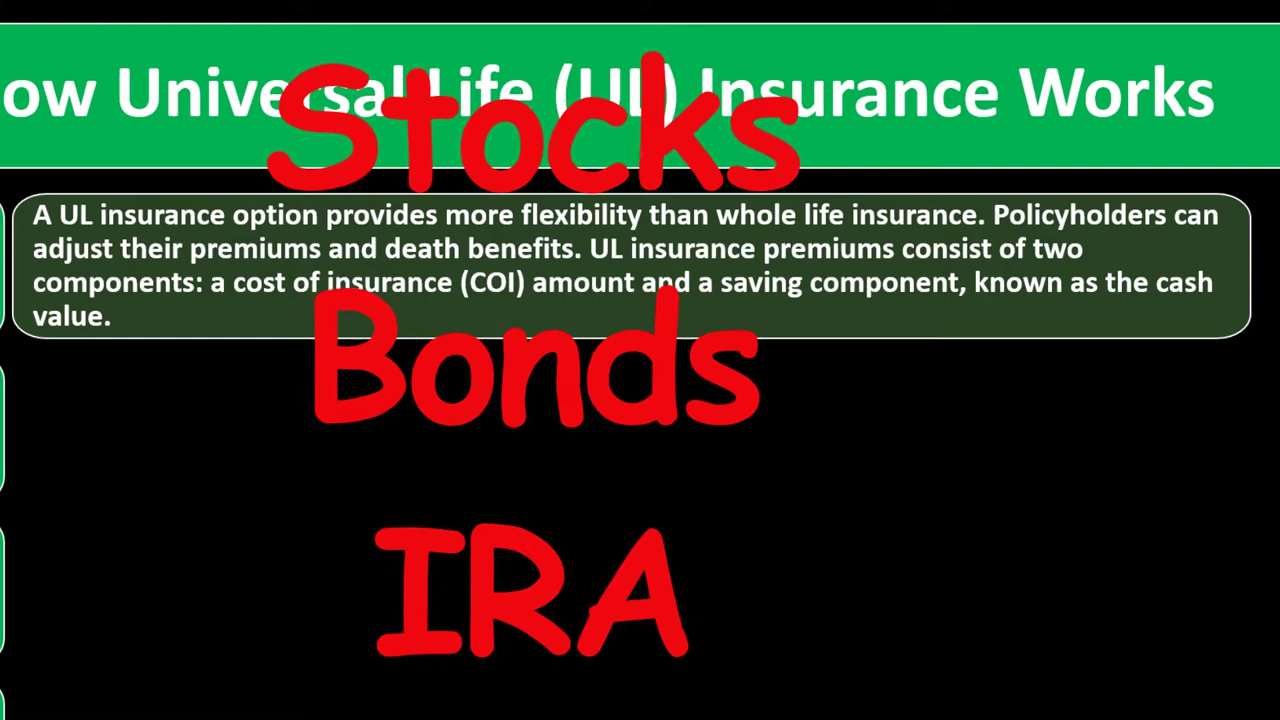 ow Universal Life (UL) Insurance Works
Stocks
A UL insurance option provides more flexibility than whole life insurance. Policyholders can
adjust their premiums and death benefits. UL insurance premiums consist of two
components: a cost of insurance (COI) amount and a saving component, known as the cash
value.
Bonds
IRA